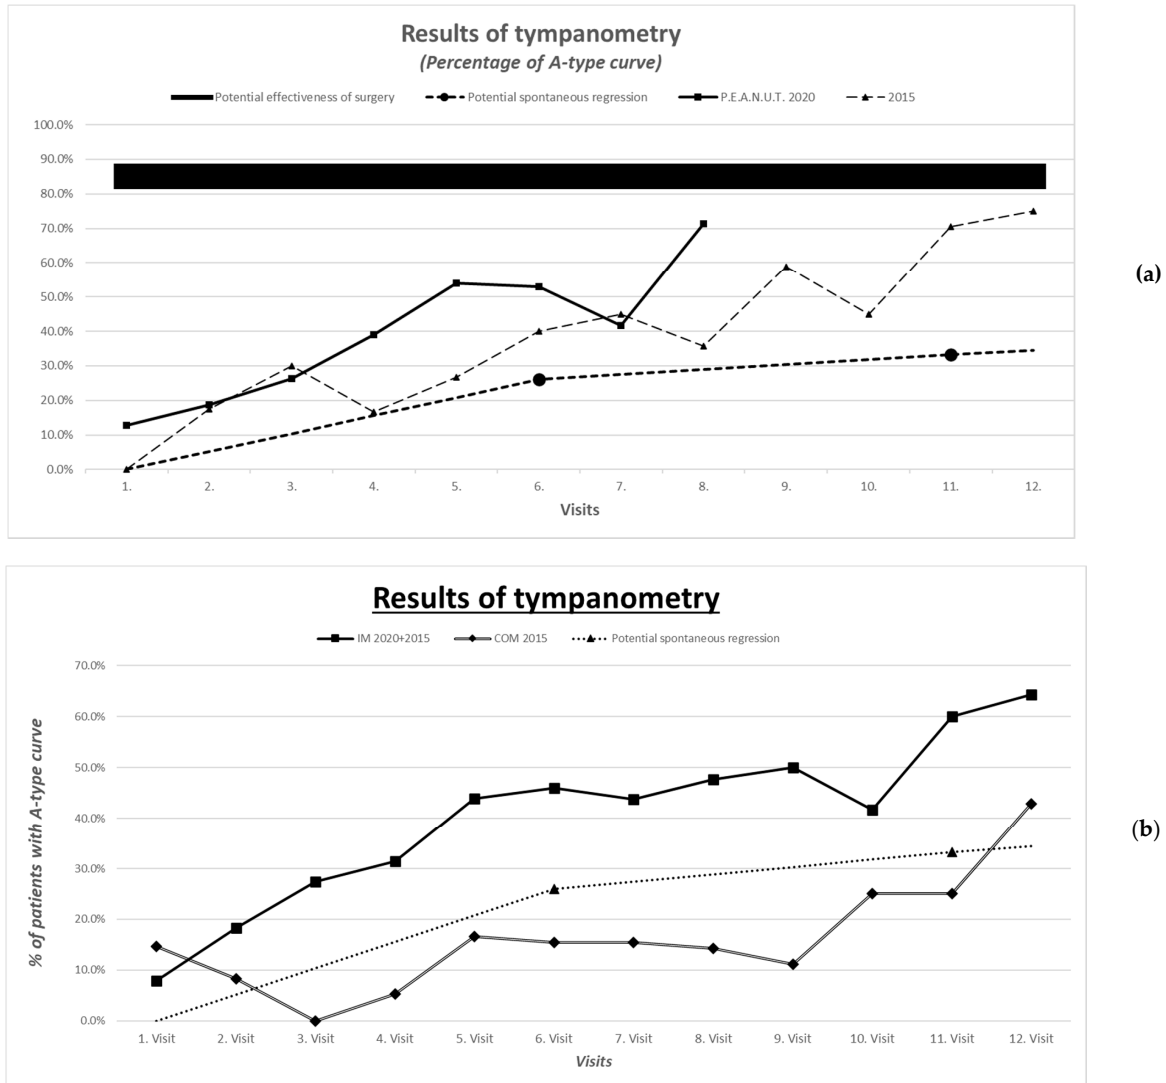 Results of tympanometry
(Percentage of A-type curve)
Potential effectiveness of surgery Potential spontaneous regression P.E.A.N.U.T. 2020 2015
100.0%
90.0%
80.0%
70.0%
60.0%
50.0%
40.0%
30.0%
20.0%
10.0%
0.0%
1. 2. 3. 4. 5. 6. 7. 8. 9. 10. 11. 12.
Visits
(a)
Results of tympanometry
IM 2020+2015 COM 2015 Potential spontaneous regression
% of patients with A-type curve
70.0%
60.0%
50.0%
40.0%
30.0%
20.0%
10.0%
0.0%
1. Visit 2. Visit 3. Visit 4. Visit 5. Visit 6. Visit 7. Visit 8. Visit 9. Visit 10. Visit 11. Visit 12. Visit
Visits
(b)